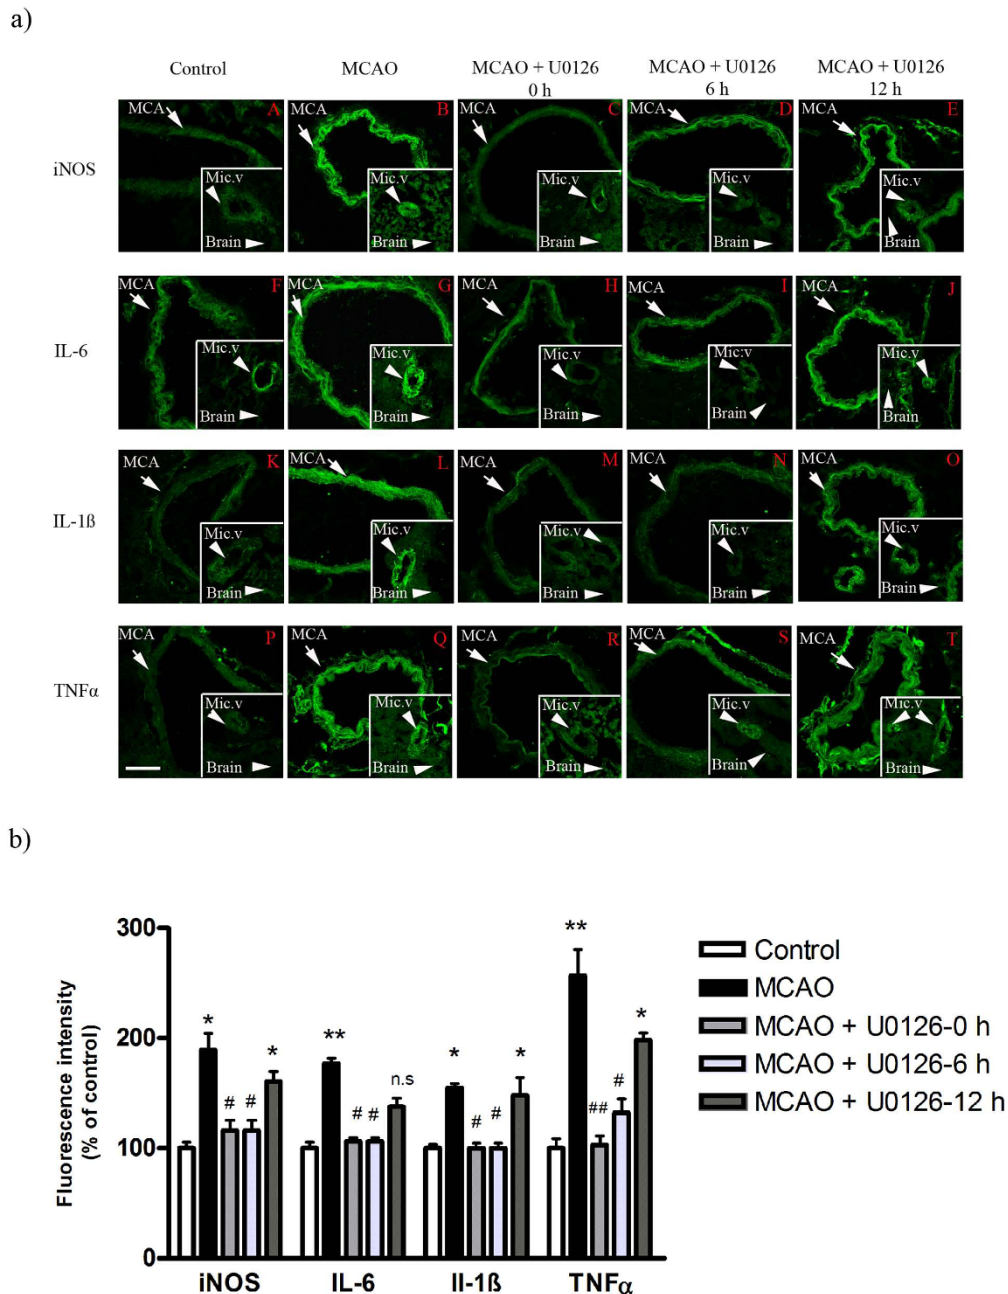 a)
Control MCAO MCAO + U0126 MCAO + U0126 MCAO + U0126
0 h 6 h 12 h
iNOS
MCA A MCA B MCA C MCA D MCA E
Mic.v Mic.v Mic.v Mic.v Mic.v
Brain Brain Brain Brain Brain
IL-6
MCA F MCA G MCA H MCA I MCA J
Mic.v Mic.v Mic.v Mic:v Mic.v
Brain Brain Brain Brain Brain
IL-1ß
MCA K MCA L MCA M MCA N MCA O
Mic.v Mic.v Mic.v Mic.v Mic.v
Brain Brain Brain Brain Brain
TNFα
MCA P MCA Q MCA R MCA S MCA T
Mic.v Mic.v Mic.v Mic.v Mic.v
Brain Brain Brain Brain Brain
b)
Fluorescence intensity
(% of control)
300
200
100
0
* # # *
** # # n.s
* # # *
** ## # *
iNOS IL-6 Il-1ß TNFα
Control
MCAO
MCAO + U0126-0 h
MCAO + U0126-6 h
MCAO + U0126-12 h